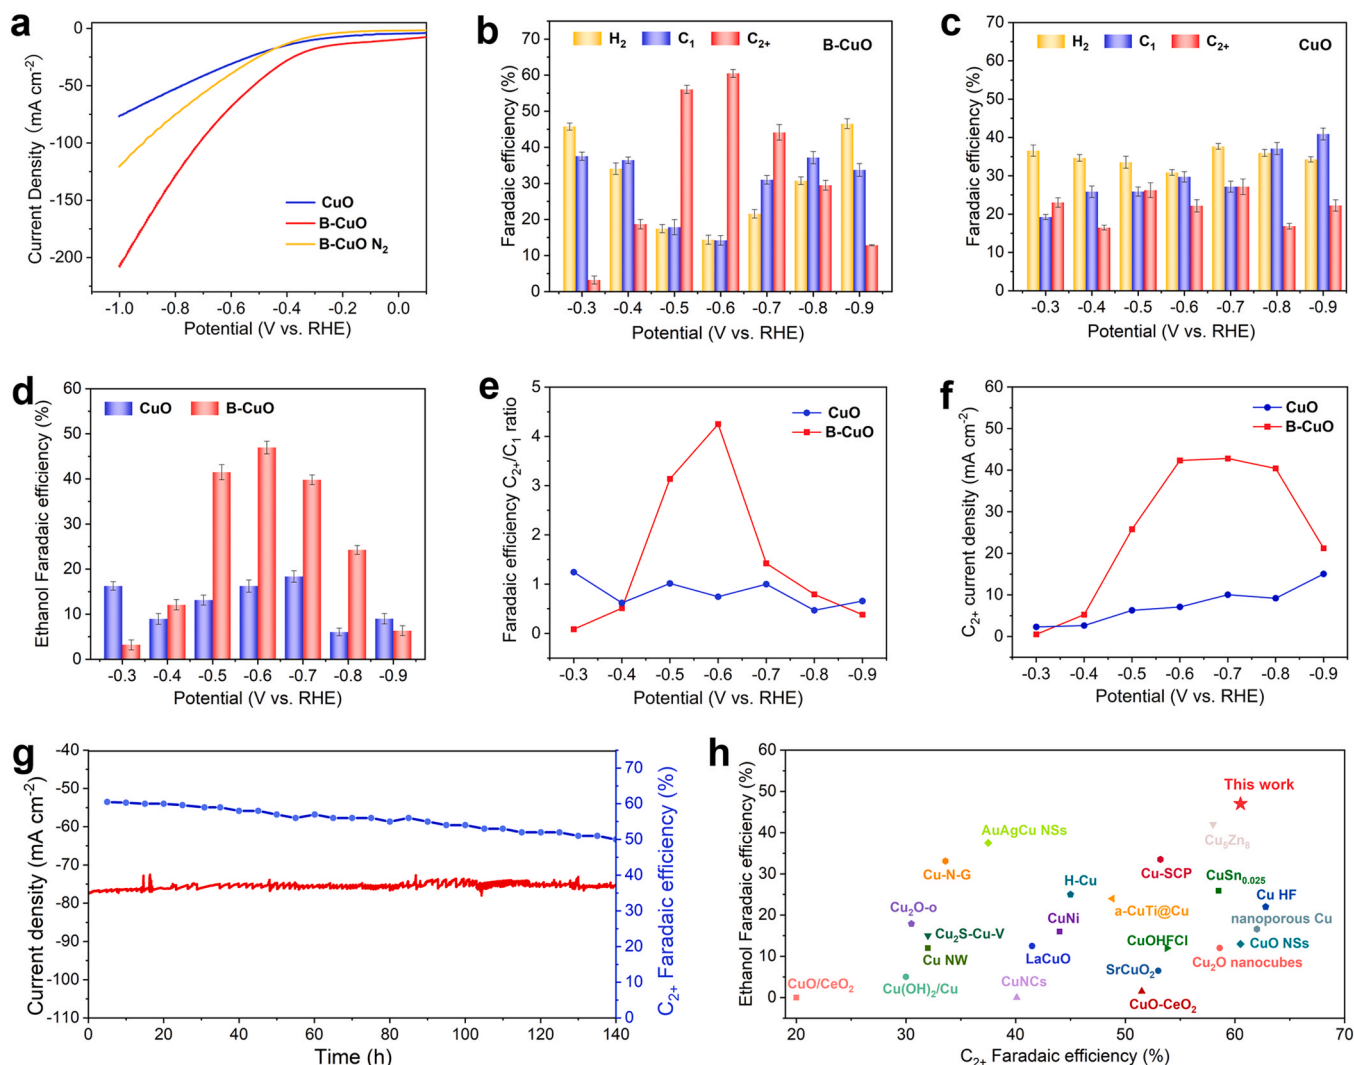 a
Current Density (mA cm⁻²)
0
-50
-100
-150
-200
CuO
B-CuO
B-CuO N₂
-1.0 -0.8 -0.6 -0.4 -0.2 0.0
Potential (V vs. RHE)
b
Faradaic efficiency (%)
70
60
50
40
30
20
10
0
H₂ C₁ C₂₊
B-CuO
-0.3 -0.4 -0.5 -0.6 -0.7 -0.8 -0.9
Potential (V vs. RHE)
c
Faradaic efficiency (%)
70
60
50
40
30
20
10
0
H₂ C₁ C₂₊
CuO
-0.3 -0.4 -0.5 -0.6 -0.7 -0.8 -0.9
Potential (V vs. RHE)
d
Ethanol Faradaic efficiency (%)
60
50
40
30
20
10
0
CuO B-CuO
-0.3 -0.4 -0.5 -0.6 -0.7 -0.8 -0.9
Potential (V vs. RHE)
e
Faradaic efficiency C₂₊/C₁ ratio
5
4
3
2
1
0
CuO
B-CuO
-0.3 -0.4 -0.5 -0.6 -0.7 -0.8 -0.9
Potential (V vs. RHE)
f
C₂₊ current density (mA cm⁻²)
60
50
40
30
20
10
0
CuO
B-CuO
-0.3 -0.4 -0.5 -0.6 -0.7 -0.8 -0.9
Potential (V vs. RHE)
g
Current density (mA cm⁻²)
-40
-50
-60
-70
-80
-90
-100
-110
0 20 40 60 80 100 120 140
Time (h)
70
60
50
40
30
20
10
0
C₂₊ Faradaic efficiency (%)
h
Ethanol Faradaic efficiency (%)
60
50
40
30
20
10
0
This work
AuAgCu NSs
Cu₅Zn₈
Cu-N-G
Cu-SCP
H-Cu
CuSn₀.₀₂₅
Cu HF
Cu₂O-o
a-CuTi@Cu
nanoporous Cu
CuNi
Cu₂S-Cu-V
CuOHFCl
CuO NSs
Cu NW
LaCuO
Cu₂O nanocubes
SrCuO₂
CuO/CeO₂
Cu(OH)₂/Cu
CuNCs
CuO-CeO₂
20 30 40 50 60 70
C₂₊ Faradaic efficiency (%)